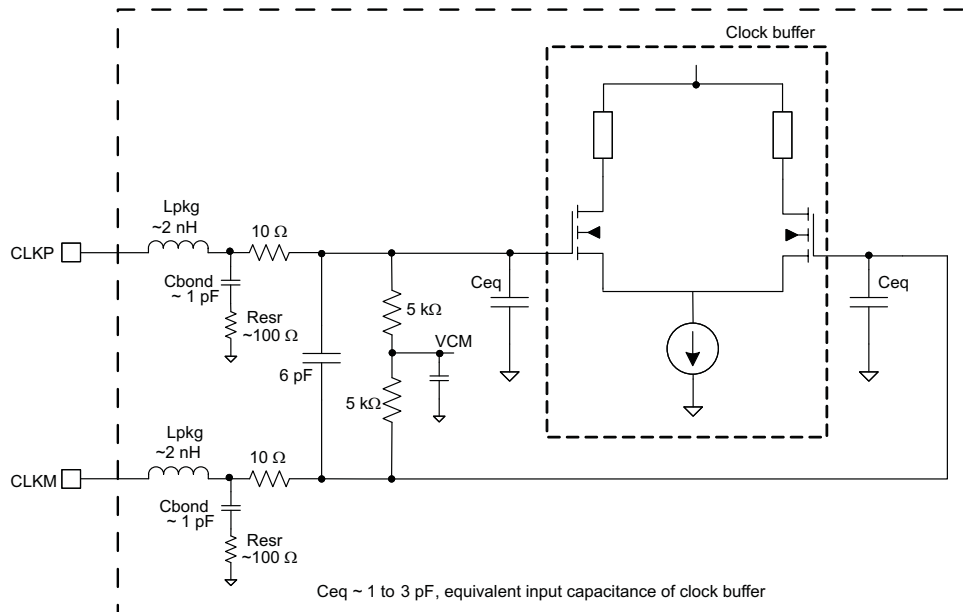 Clock buffer
Lpkg
~2 nH
10 Ω
CLKP
Cbond
~ 1 pF
Resr
~100 Ω
6 pF
5 kΩ
VCM
5 kΩ
Ceq
Ceq
Lpkg
~2 nH
10 Ω
CLKM
Cbond
~ 1 pF
Resr
~100 Ω
Ceq ~ 1 to 3 pF, equivalent input capacitance of clock buffer